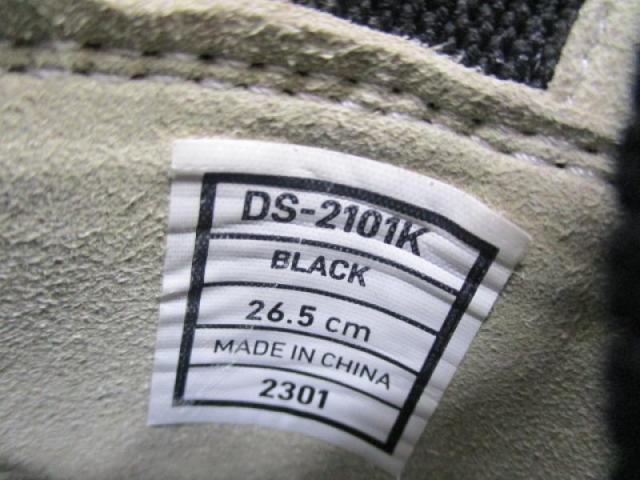 DS-2101K
BLACK
26.5 cm
MADE IN CHINA
2301